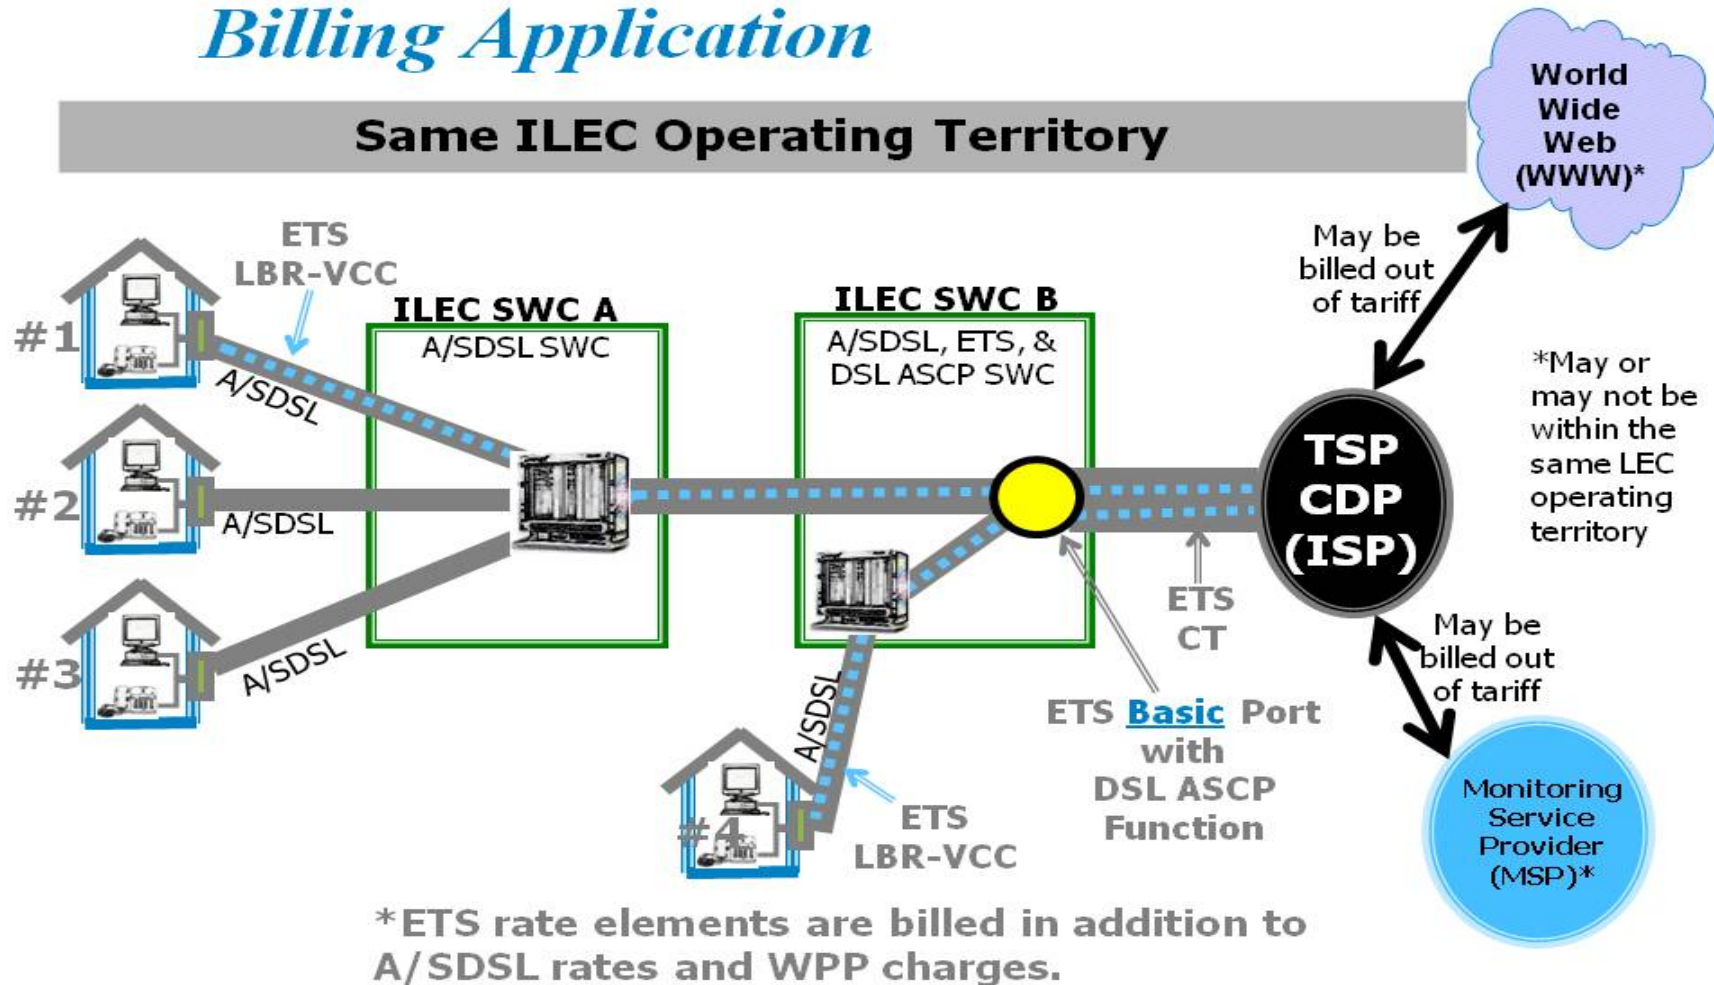 Billing Application
Same ILEC Operating Territory
World
Wide
Web
(WWW)*
May be
billed out
of tariff
ETS
LBR-VCC
ILEC SWC A
A/SDSL SWC
ILEC SWC B
A/SDSL, ETS, &
DSL ASCP SWC
#1
A/SDSL
#2
A/SDSL
#3
A/SDSL
TSP
CDP
(ISP)
*May or
may not be
within the
same LEC
operating
territory
ETS
CT
May be
billed out
of tariff
ETS Basic Port
with
DSL ASCP
Function
A/SDSL
#4
ETS
LBR-VCC
Monitoring
Service
Provider
(MSP)*
*ETS rate elements are billed in addition to
A/SDSL rates and WPP charges.